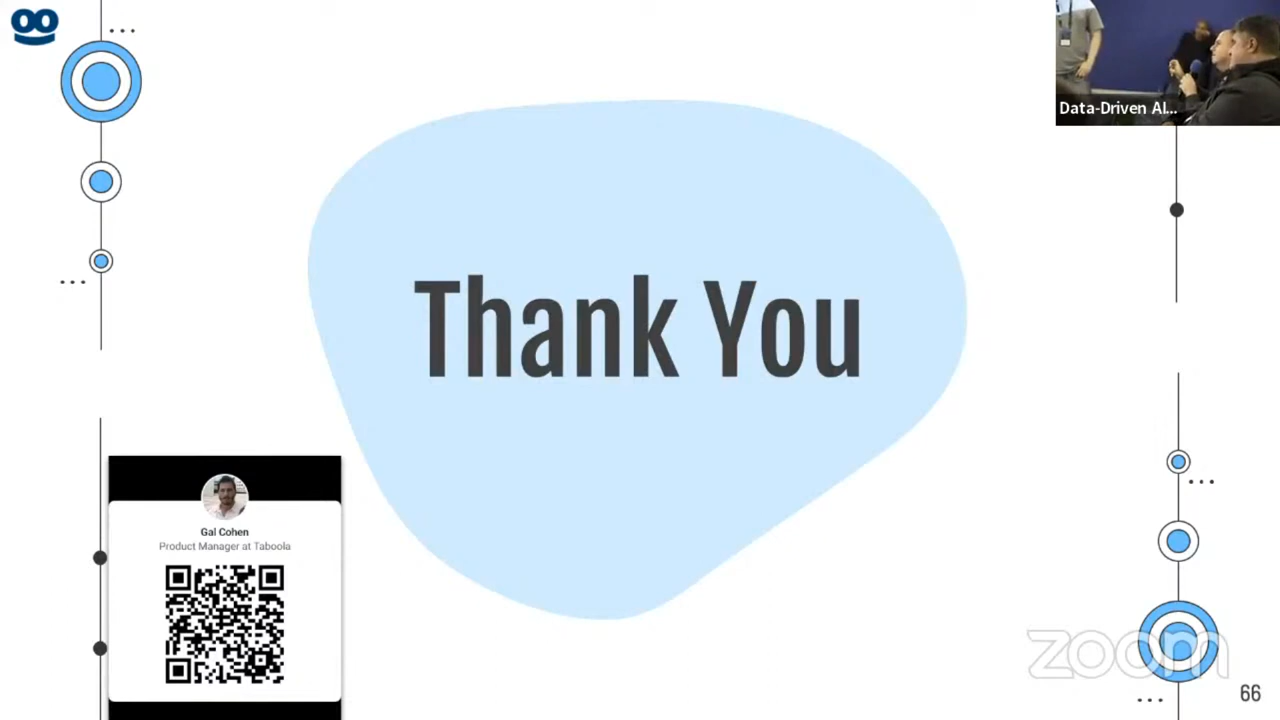 Data-Driven AI...
Thank You
Gal Cohen
Product Manager at Taboola
zoom
66